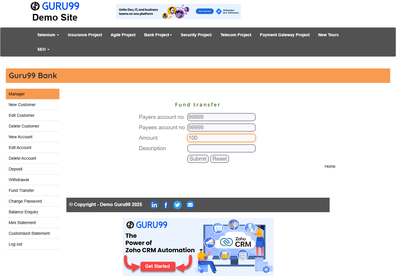 GURU99
Demo Site
Selenium Insurance Project Agile Project Bank Project Security Project Telecom Project Payment Gateway Project New Tours
SEO
Guru99 Bank
Manager
New Customer
Edit Customer
Delete Customer
New Account
Edit Account
Delete Account
Deposit
Withdrawal
Fund Transfer
Change Password
Balance Enquiry
Mini Statement
Customised Statement
Log out
Fund transfer
Payers account no 99999
Payees account no 99999
Amount 100
Description
Submit Reset
Home
© Copyright - Demo Guru99 2025
GURU99
The
Power of
Zoho CRM Automation
Get Started
Zoho
CRM